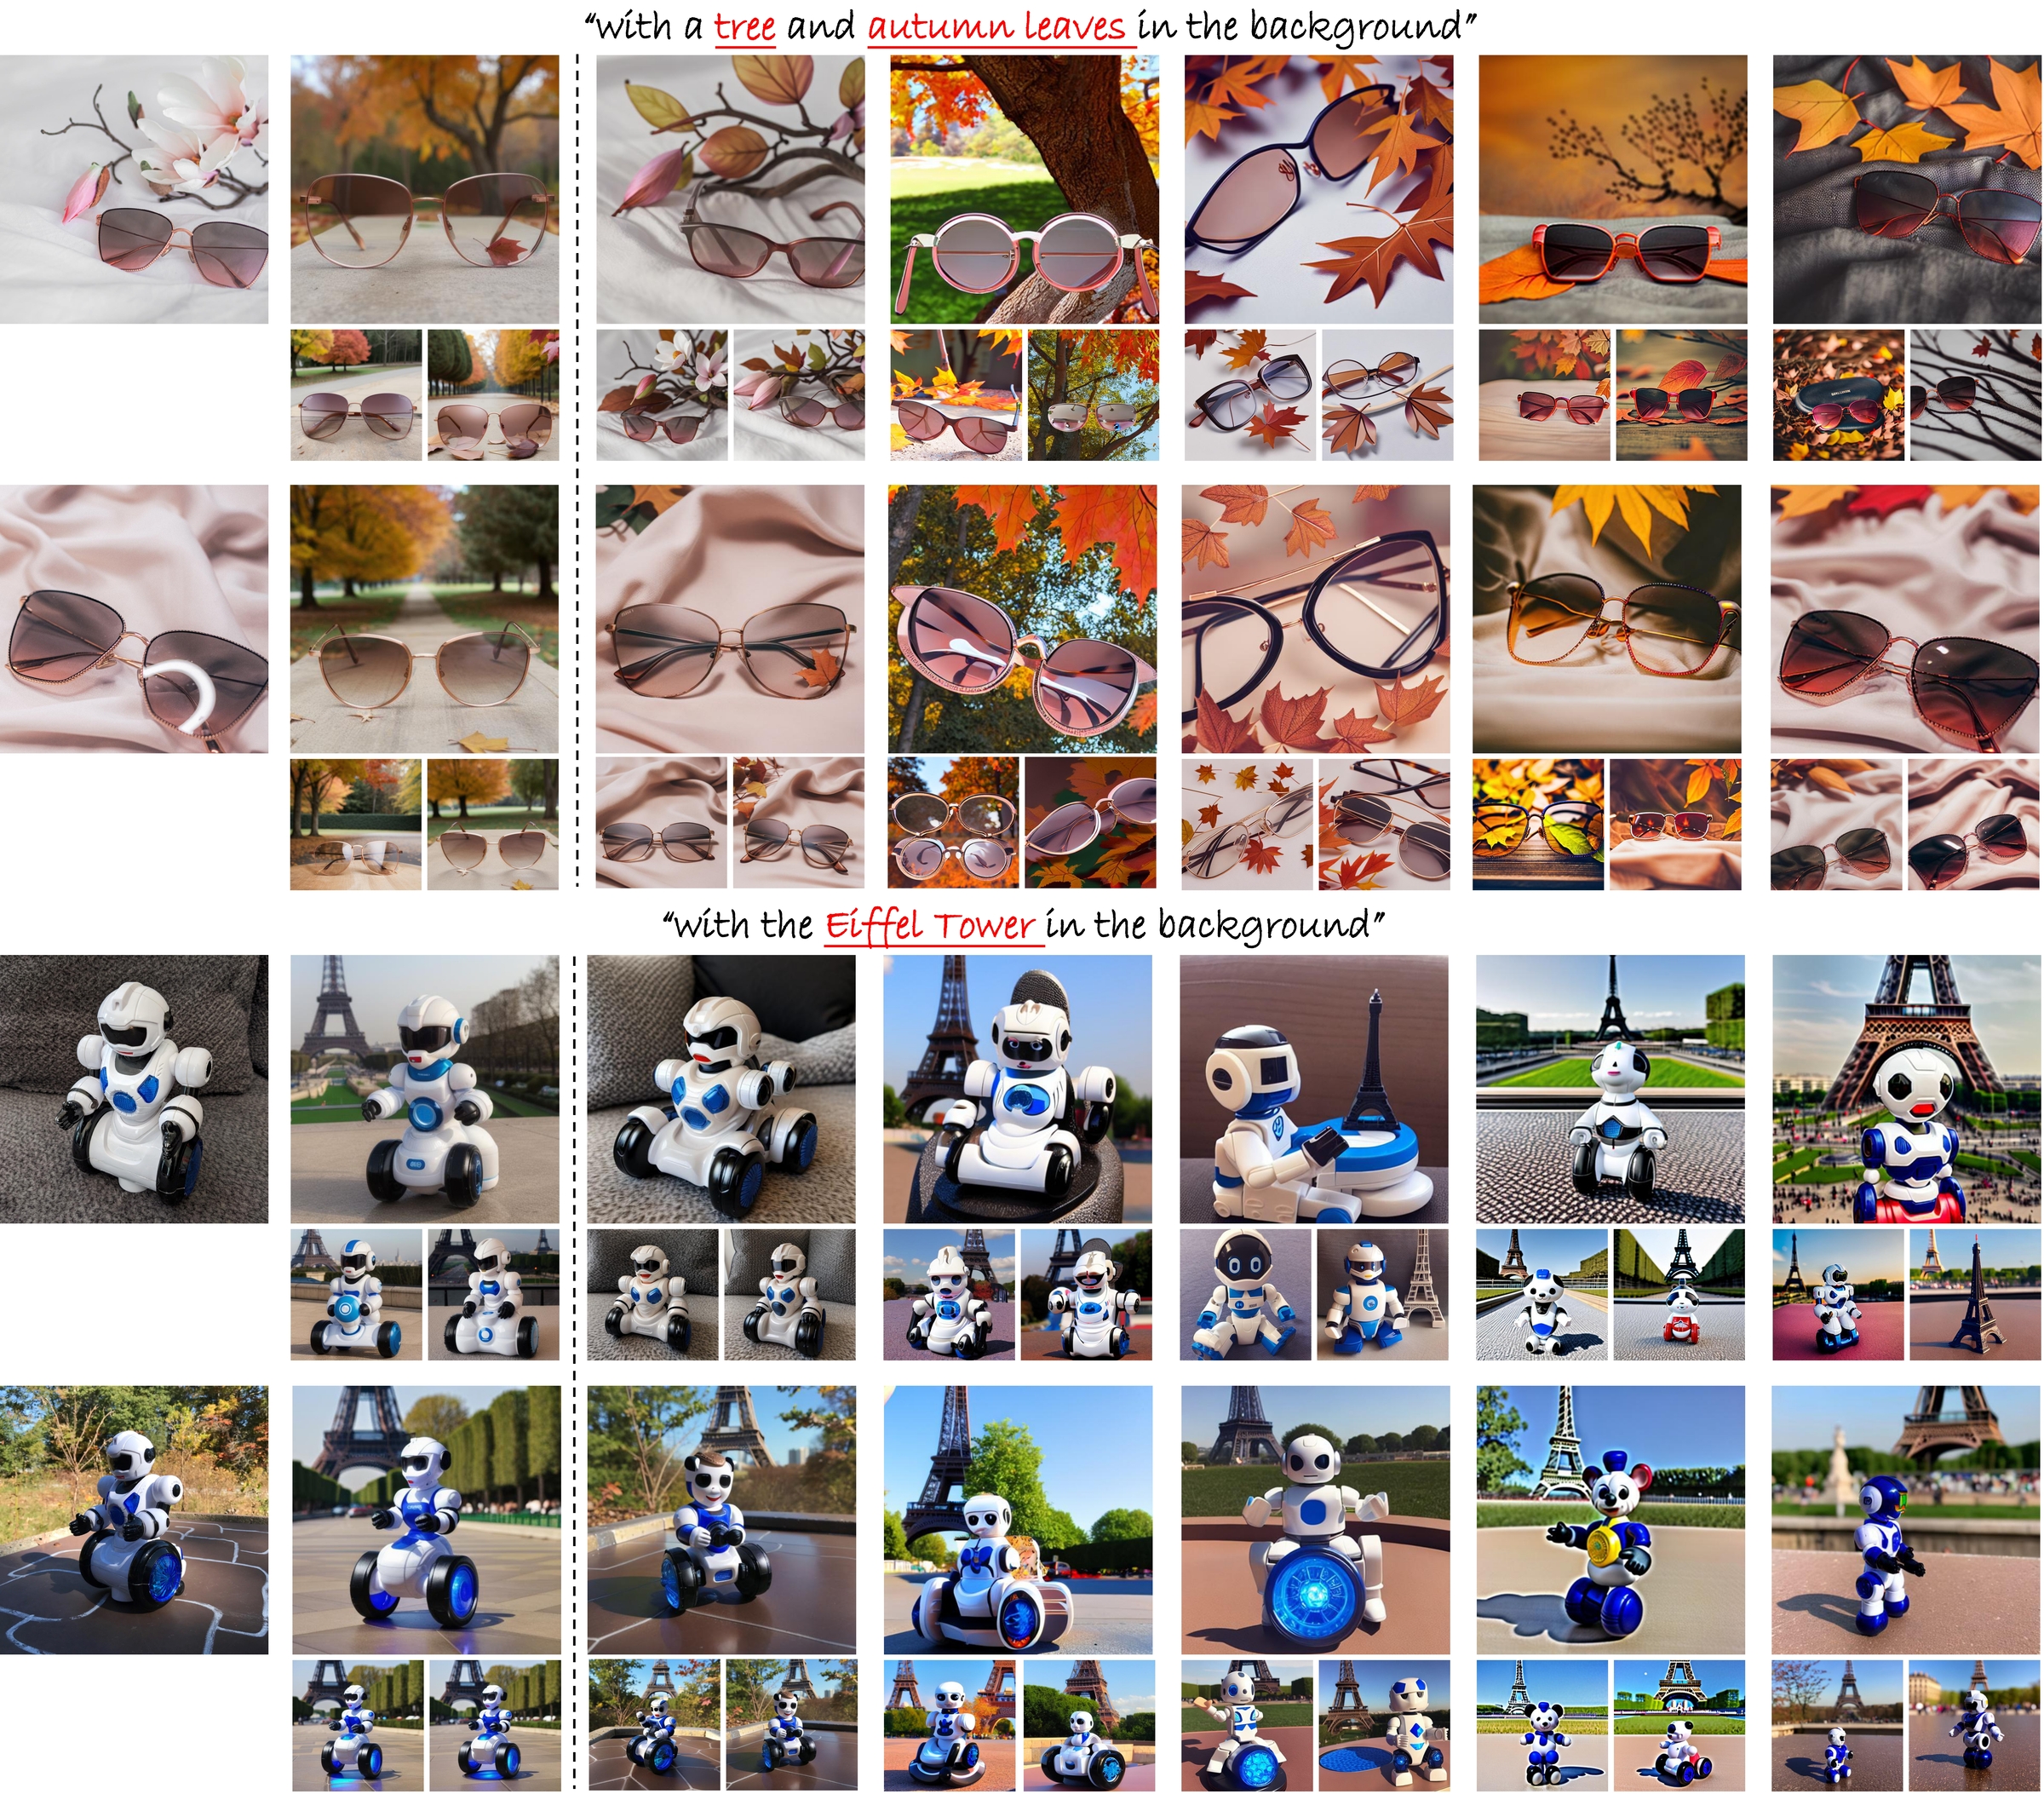 “with a tree and autumn leaves in the background”
“with the Eiffel Tower in the background”